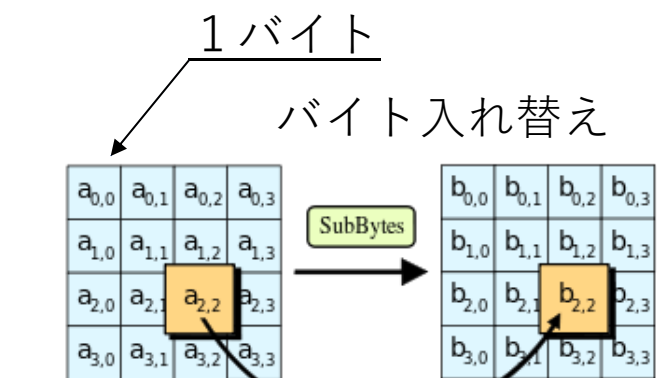 1 バイト
バイト入れ替え
a0,0 a0,1 a0,2 a0,3
a1,0 a1,1 a1,2 a1,3
a2,0 a2,1 a2,2 a2,3
a3,0 a3,1 a3,2 a3,3
SubBytes
b0,0 b0,1 b0,2 b0,3
b1,0 b1,1 b1,2 b1,3
b2,0 b2,1 b2,2 b2,3
b3,0 b3,1 b3,2 b3,3